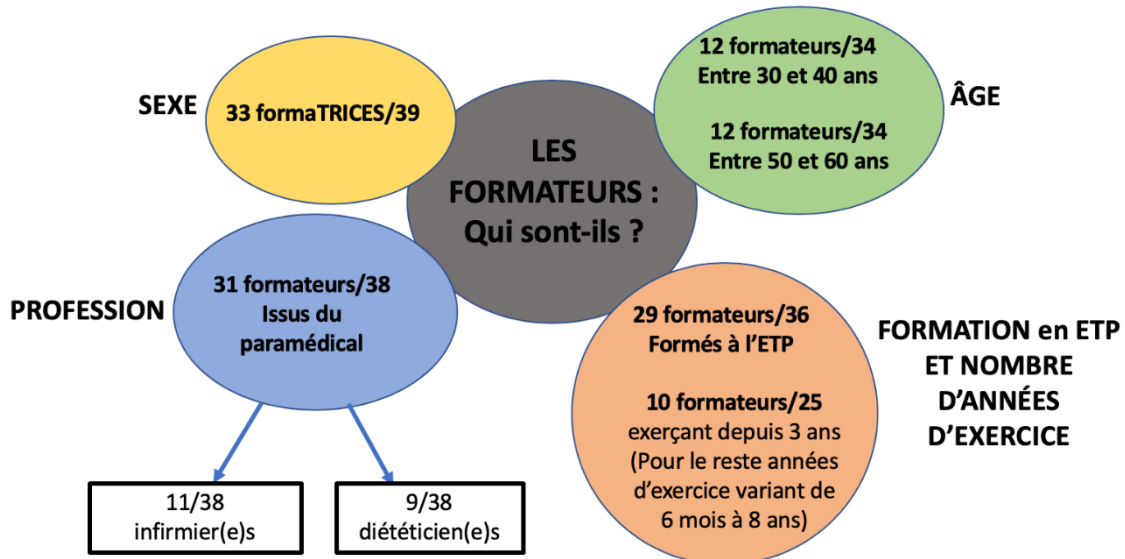 LES
FORMATEURS :
Qui sont-ils ?
SEXE
33 formaTRICES/39
12 formateurs/34
Entre 30 et 40 ans
12 formateurs/34
Entre 50 et 60 ans
ÂGE
PROFESSION
31 formateurs/38
Issus du
paramédical
11/38
infirmier(e)s
9/38
diététicien(e)s
29 formateurs/36
Formés à l’ETP
10 formateurs/25
exerçant depuis 3 ans
(Pour le reste années
d’exercice variant de
6 mois à 8 ans)
FORMATION en ETP
ET NOMBRE
D’ANNÉES
D’EXERCICE